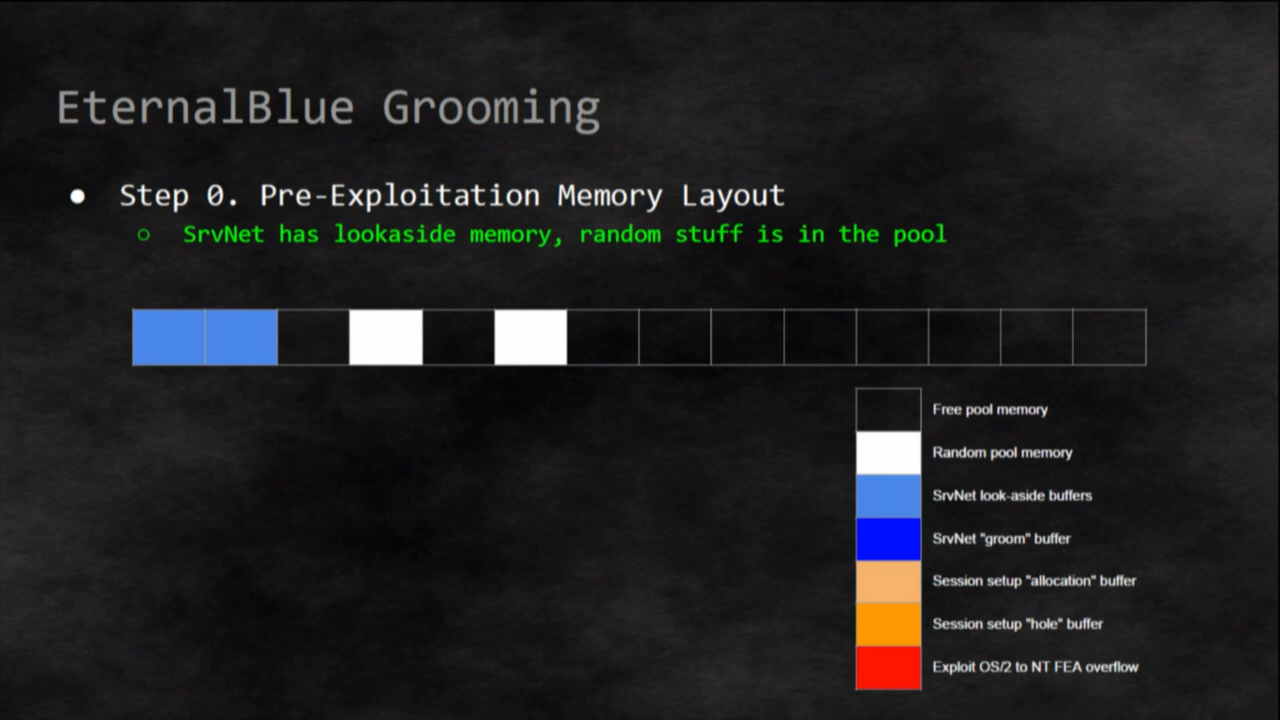 EternalBlue Grooming
● Step 0. Pre-Exploitation Memory Layout
○ SrvNet has lookaside memory, random stuff is in the pool
Free pool memory
Random pool memory
SrvNet look-aside buffers
SrvNet "groom" buffer
Session setup "allocation" buffer
Session setup "hole" buffer
Exploit OS/2 to NT FEA overflow